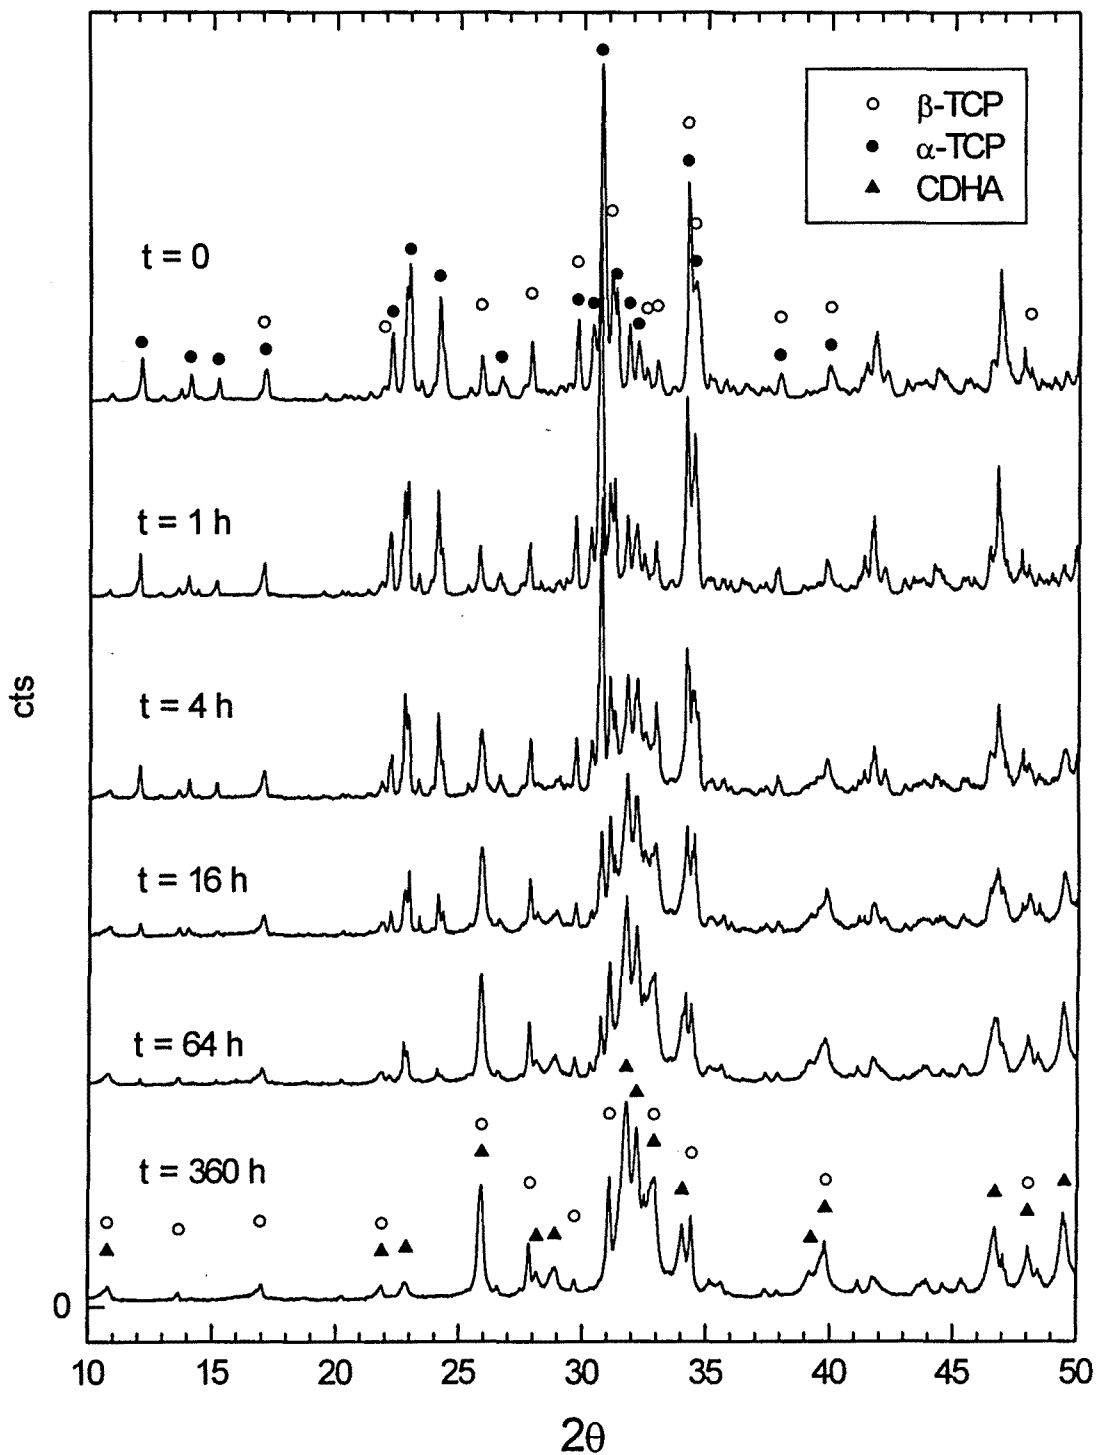 ○ β-TCP
● α-TCP
▲ CDHA
t = 0
t = 1 h
t = 4 h
t = 16 h
t = 64 h
t = 360 h
cts
0
10 15 20 25 30 35 40 45 50
2θ